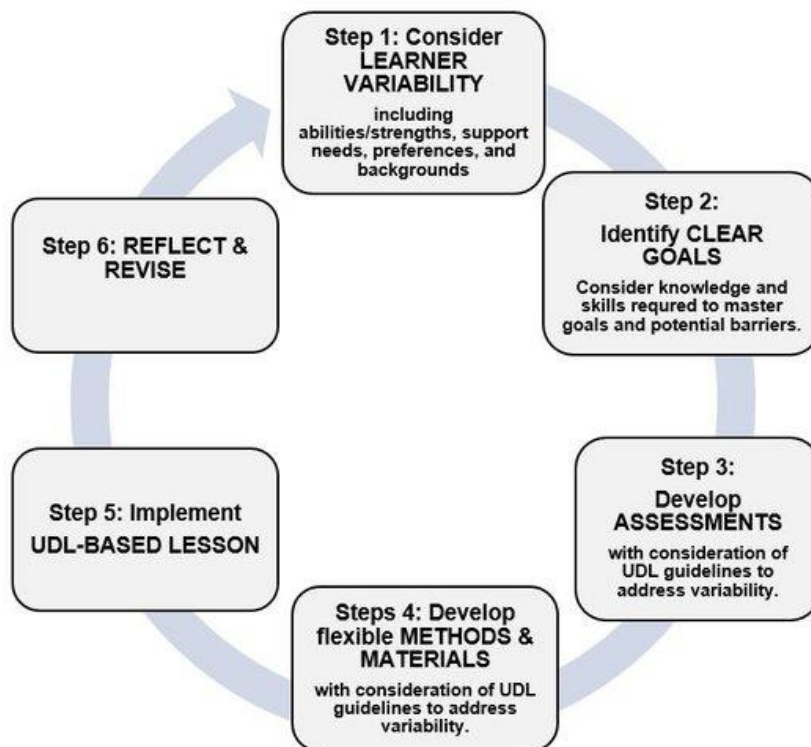 Step 1: Consider
LEARNER
VARIABILITY
including
abilities/strengths, support
needs, preferences, and
backgrounds
Step 2:
Identify CLEAR
GOALS
Consider knowledge and
skills requred to master
goals and potential barriers.
Step 3:
Develop
ASSESSMENTS
with consideration of
UDL guidelines to
address variability.
Steps 4: Develop
flexible METHODS &
MATERIALS
with consideration of UDL
guidelines to address
variability.
Step 5: Implement
UDL-BASED LESSON
Step 6: REFLECT &
REVISE